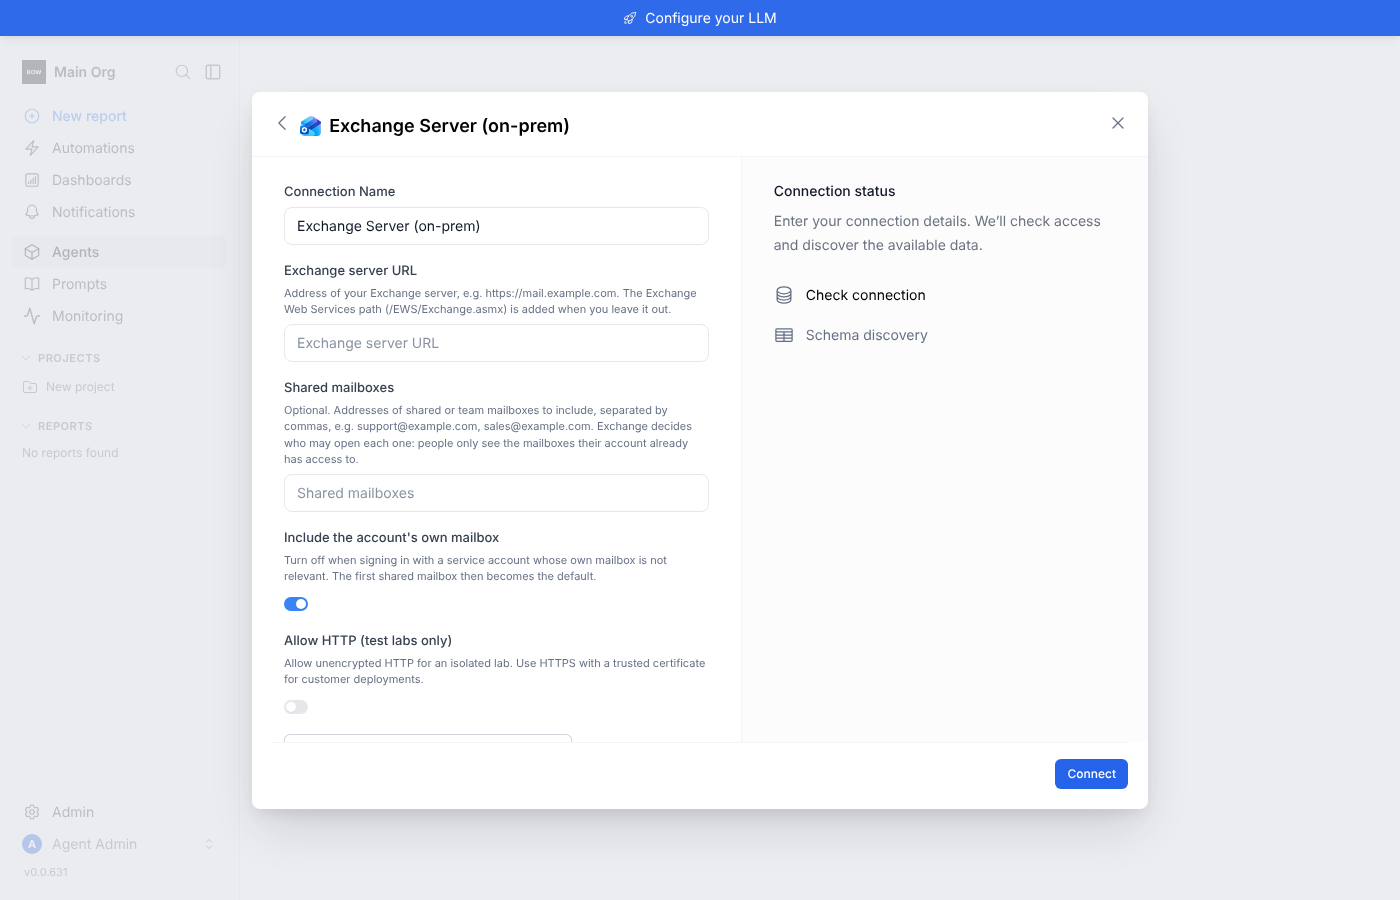 Configure your LLM
BOW
Main Org
New report
Automations
Dashboards
Notifications
Agents
Prompts
Monitoring
PROJECTS
New project
REPORTS
No reports found
Admin
A
Agent Admin
v0.0.631
Exchange Server (on-prem)
Connection Name
Exchange Server (on-prem)
Exchange server URL
Address of your Exchange server, e.g. https://mail.example.com. The Exchange
Web Services path (/EWS/Exchange.asmx) is added when you leave it out.
Exchange server URL
Shared mailboxes
Optional. Addresses of shared or team mailboxes to include, separated by
commas, e.g. support@example.com, sales@example.com. Exchange decides
who may open each one: people only see the mailboxes their account already
has access to.
Shared mailboxes
Include the account's own mailbox
Turn off when signing in with a service account whose own mailbox is not
relevant. The first shared mailbox then becomes the default.
Allow HTTP (test labs only)
Allow unencrypted HTTP for an isolated lab. Use HTTPS with a trusted certificate
for customer deployments.
Connection status
Enter your connection details. We’ll check access
and discover the available data.
Check connection
Schema discovery
Connect